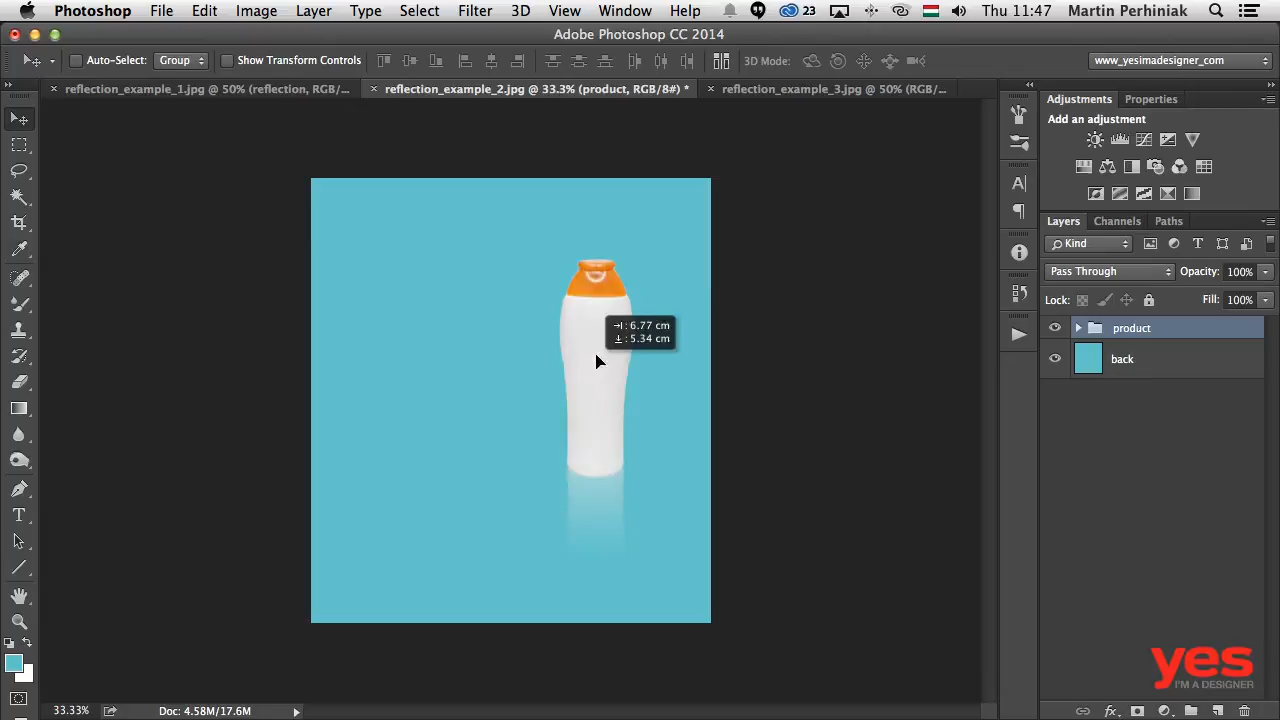 Photoshop File Edit Image Layer Type Select Filter 3D View Window Help 23 Thu 11:47 Martin Perhiniak
Adobe Photoshop CC 2014
Auto-Select: Group Show Transform Controls 3D Mode: www.yesimadesigner.com
× reflection_example_1.jpg @ 50% (reflection, RGB/... × reflection_example_2.jpg @ 33.3% (product, RGB/8#) * × reflection_example_3.jpg @ 50% (RGB/...
Adjustments Properties
Add an adjustment
Layers Channels Paths
Kind
Pass Through Opacity: 100%
Lock: Fill: 100%
product
back
: 6.77 cm
: 5.34 cm
yes
I'M A DESIGNER
33.33% Doc: 4.58M/17.6M